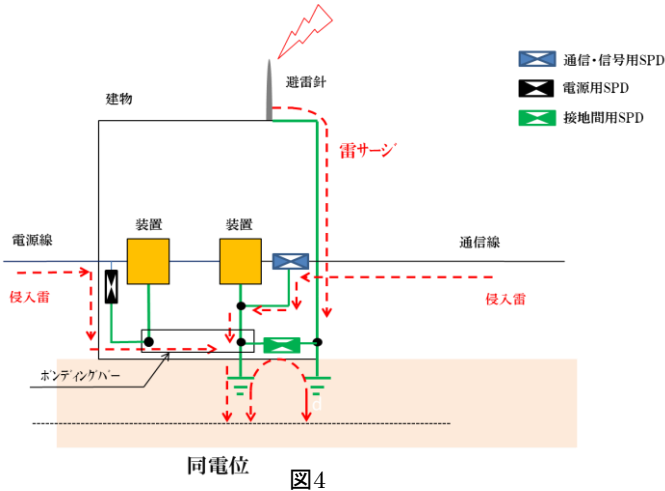 避雷針
建物
通信・信号用SPD
電源用SPD
接地間用SPD
雷サージ
装置
装置
電源線
通信線
侵入雷
侵入雷
ボンディングバー
d
同電位
図4